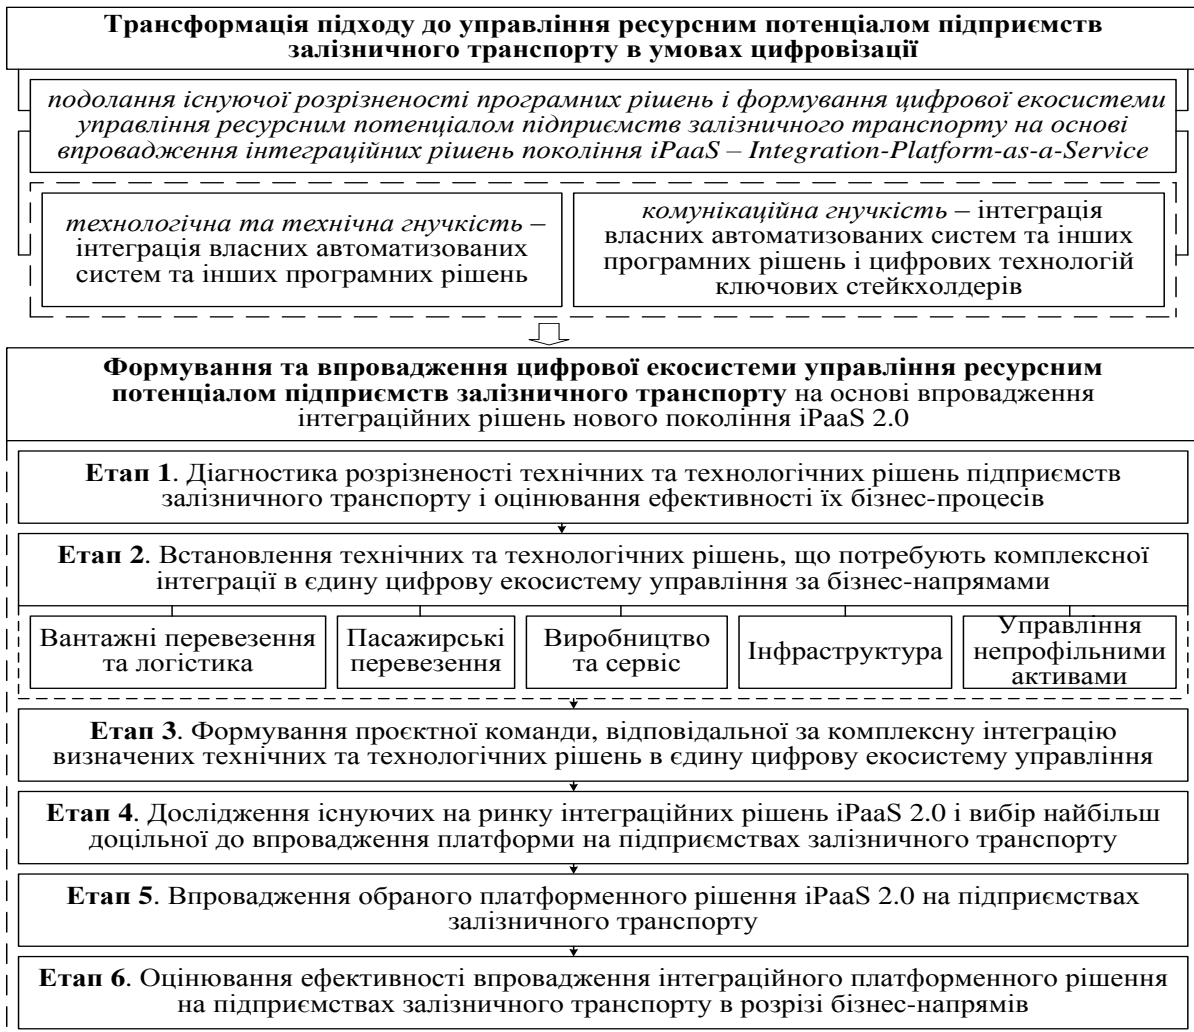 Трансформація підходу до управління ресурсним потенціалом підприємств
залізничного транспорту в умовах цифровізації
подолання існуючої розрізненості програмних рішень і формування цифрової екосистеми
управління ресурсним потенціалом підприємств залізничного транспорту на основі
впровадження інтеграційних рішень покоління iPaaS – Integration-Platform-as-a-Service
технологічна та технічна гнучкість –
інтеграція власних автоматизованих
систем та інших програмних рішень
комунікаційна гнучкість – інтеграція
власних автоматизованих систем та інших
програмних рішень і цифрових технологій
ключових стейкхолдерів
Формування та впровадження цифрової екосистеми управління ресурсним
потенціалом підприємств залізничного транспорту на основі впровадження
інтеграційних рішень нового покоління iPaaS 2.0
Етап 1. Діагностика розрізненості технічних та технологічних рішень підприємств
залізничного транспорту і оцінювання ефективності їх бізнес-процесів
Етап 2. Встановлення технічних та технологічних рішень, що потребують комплексної
інтеграції в єдину цифрову екосистему управління за бізнес-напрямами
Вантажні перевезення
та логістика
Пасажирські
перевезення
Виробництво
та сервіс
Інфраструктура
Управління
непрофільними
активами
Етап 3. Формування проєктної команди, відповідальної за комплексну інтеграцію
визначених технічних та технологічних рішень в єдину цифрову екосистему управління
Етап 4. Дослідження існуючих на ринку інтеграційних рішень iPaaS 2.0 і вибір найбільш
доцільної до впровадження платформи на підприємствах залізничного транспорту
Етап 5. Впровадження обраного платформенного рішення iPaaS 2.0 на підприємствах
залізничного транспорту
Етап 6. Оцінювання ефективності впровадження інтеграційного платформенного рішення
на підприємствах залізничного транспорту в розрізі бізнес-напрямів